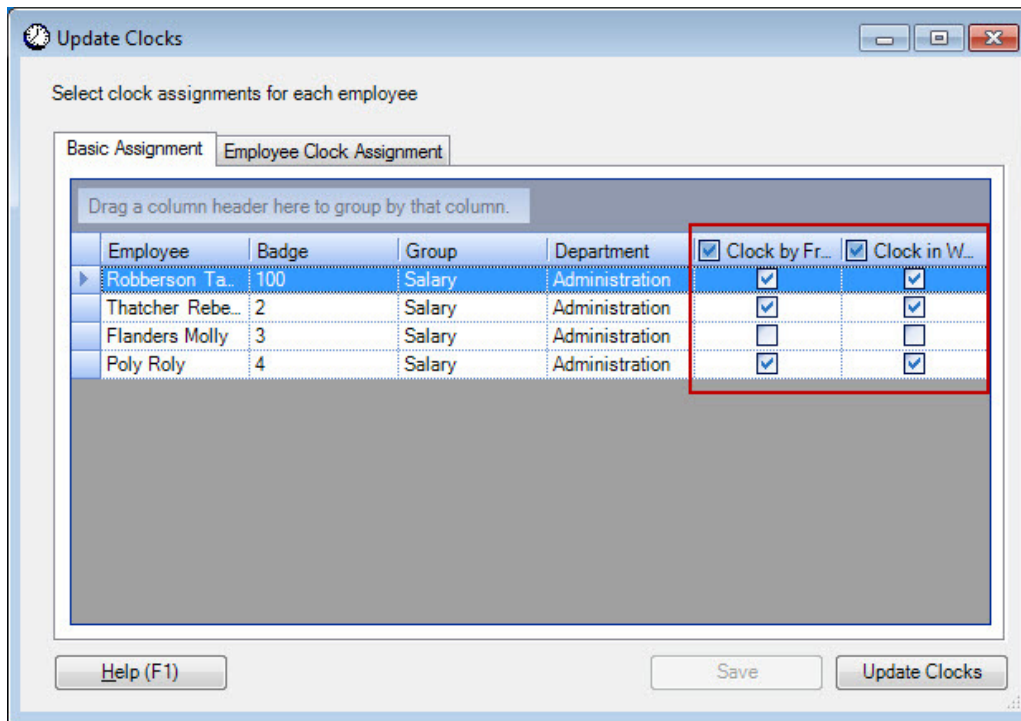 Update Clocks
Select clock assignments for each employee
Basic Assignment Employee Clock Assignment
Drag a column header here to group by that column.
Employee Badge Group Department Clock by Fr... Clock in W...
Robberson Ta... 100 Salary Administration
Thatcher Rebe... 2 Salary Administration
Flanders Molly 3 Salary Administration
Poly Roly 4 Salary Administration
Help (F1) Save Update Clocks